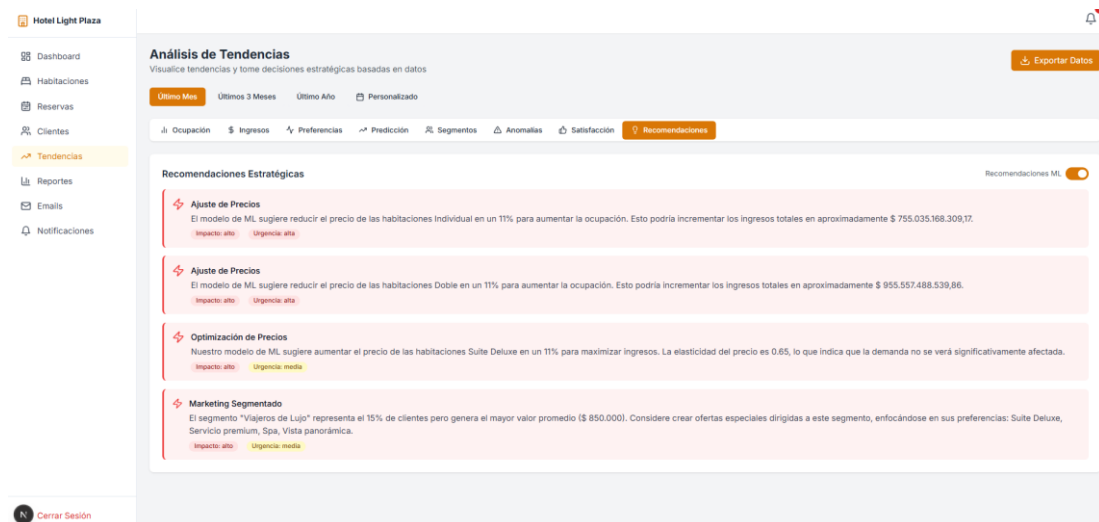 Hotel Light Plaza
Dashboard
Habitaciones
Reservas
Clientes
Tendencias
Reportes
Emails
Notificaciones
N
Cerrar Sesión
Análisis de Tendencias
Visualice tendencias y tome decisiones estratégicas basadas en datos
Exportar Datos
Último Mes Últimos 3 Meses Último Año Personalizado
Ocupación Ingresos Preferencias Predicción Segmentos Anomalías Satisfacción Recomendaciones
Recomendaciones Estratégicas Recomendaciones ML
Ajuste de Precios
El modelo de ML sugiere reducir el precio de las habitaciones Individual en un 11% para aumentar la ocupación. Esto podría incrementar los ingresos totales en aproximadamente $ 755.035.168.309,17.
Impacto: alto Urgencia: alta
Ajuste de Precios
El modelo de ML sugiere reducir el precio de las habitaciones Doble en un 11% para aumentar la ocupación. Esto podría incrementar los ingresos totales en aproximadamente $ 955.557.488.539,86.
Impacto: alto Urgencia: alta
Optimización de Precios
Nuestro modelo de ML sugiere aumentar el precio de las habitaciones Suite Deluxe en un 11% para maximizar ingresos. La elasticidad del precio es 0.65, lo que indica que la demanda no se verá significativamente afectada.
Impacto: alto Urgencia: media
Marketing Segmentado
El segmento "Viajeros de Lujo" representa el 15% de clientes pero genera el mayor valor promedio ($ 850.000). Considere crear ofertas especiales dirigidas a este segmento, enfocándose en sus preferencias: Suite Deluxe,
Servicio premium, Spa, Vista panorámica.
Impacto: alto Urgencia: media